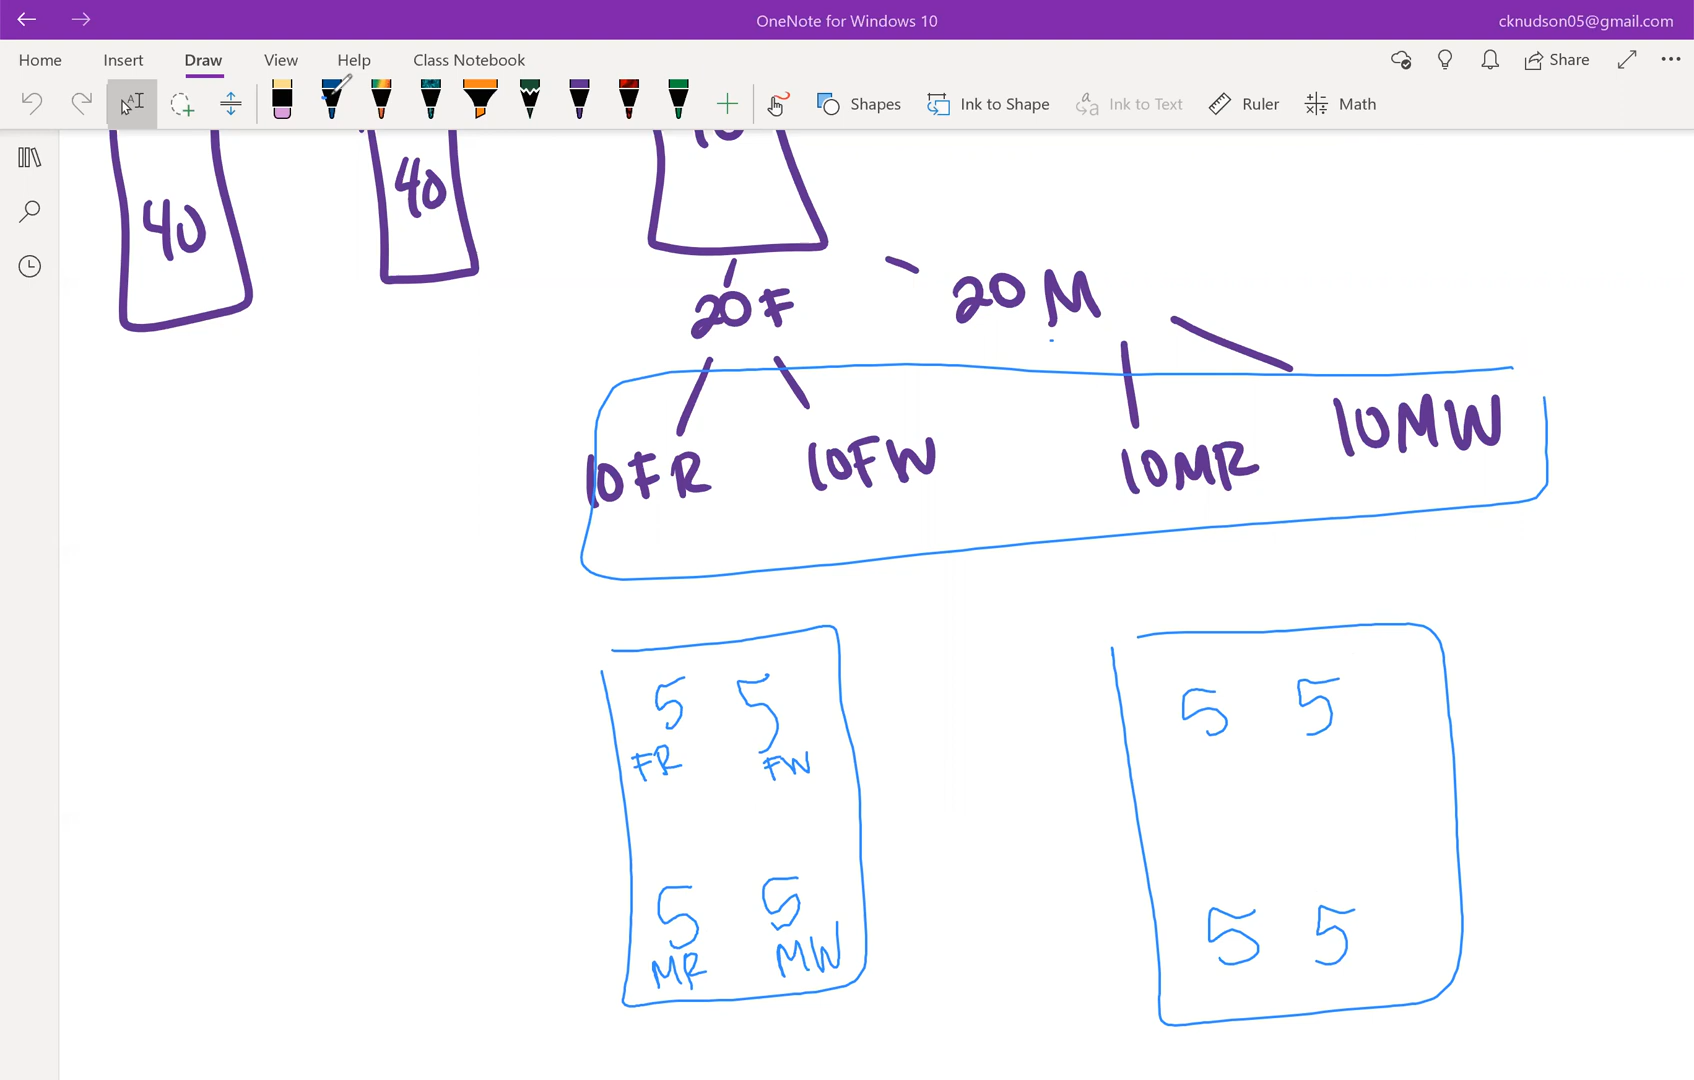 OneNote for Windows 10
cknudson05@gmail.com
Home Insert Draw View Help Class Notebook Share
Shapes Ink to Shape Ink to Text Ruler Math
40 40
20F 20 M
10FR 10FW 10MR 10MW
5 5 5 5
FR FW
5 5 5 5
MR MW